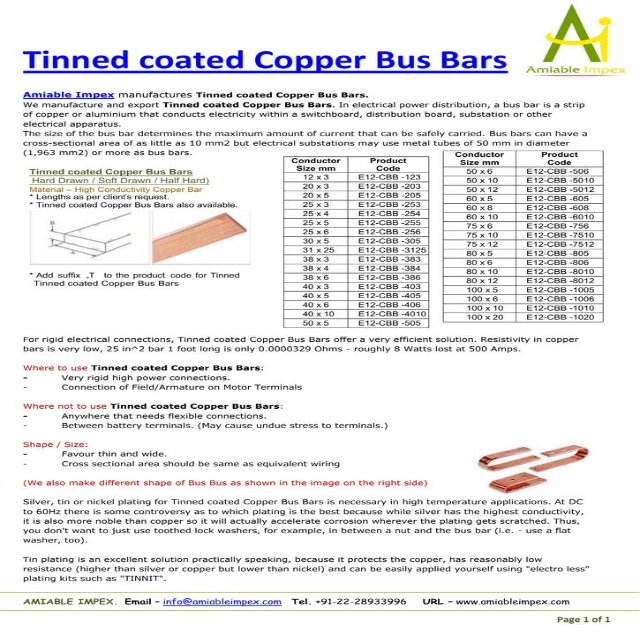 Amiable Impex
Tinned coated Copper Bus Bars
Amiable Impex manufactures Tinned coated Copper Bus Bars.
We manufacture and export Tinned coated Copper Bus Bars. In electrical power distribution, a bus bar is a strip
of copper or aluminium that conducts electricity within a switchboard, distribution board, substation or other
electrical apparatus.
The size of the bus bar determines the maximum amount of current that can be safely carried. Bus bars can have a
cross-sectional area of as little as 10 mm2 but electrical substations may use metal tubes of 50 mm in diameter
(1,963 mm2) or more as bus bars.
Tinned coated Copper Bus Bars
Hard Drawn / Soft Drawn / Half Hard)
Material – High Conductivity Copper Bar
* Lengths as per client's request.
* Tinned coated Copper Bus Bars also available.
* Add suffix _T to the product code for Tinned
Tinned coated Copper Bus Bars
Conductor Product
Size mm Code
12 x 3 E12-CBB -123
20 x 3 E12-CBB -203
20 x 5 E12-CBB -205
25 x 3 E12-CBB -253
25 x 4 E12-CBB -254
25 x 5 E12-CBB -255
25 x 6 E12-CBB -256
30 x 5 E12-CBB -305
31 x 25 E12-CBB -3125
38 x 3 E12-CBB -383
38 x 4 E12-CBB -384
38 x 6 E12-CBB -386
40 x 3 E12-CBB -403
40 x 5 E12-CBB -405
40 x 6 E12-CBB -406
40 x 10 E12-CBB -4010
50 x 5 E12-CBB -505
Conductor Product
Size mm Code
50 x 6 E12-CBB -506
50 x 10 E12-CBB -5010
50 x 12 E12-CBB -5012
60 x 5 E12-CBB -605
60 x 8 E12-CBB -608
60 x 10 E12-CBB -6010
75 x 6 E12-CBB -756
75 x 10 E12-CBB -7510
75 x 12 E12-CBB -7512
80 x 5 E12-CBB -805
80 x 6 E12-CBB -806
80 x 10 E12-CBB -8010
80 x 12 E12-CBB -8012
100 x 5 E12-CBB -1005
100 x 6 E12-CBB -1006
100 x 10 E12-CBB -1010
100 x 20 E12-CBB -1020
For rigid electrical connections, Tinned coated Copper Bus Bars offer a very efficient solution. Resistivity in copper
bars is very low, 25 in^2 bar 1 foot long is only 0.0000329 Ohms - roughly 8 Watts lost at 500 Amps.
Where to use Tinned coated Copper Bus Bars:
- Very rigid high power connections.
- Connection of Field/Armature on Motor Terminals
Where not to use Tinned coated Copper Bus Bars:
- Anywhere that needs flexible connections.
- Between battery terminals. (May cause undue stress to terminals.)
Shape / Size:
- Favour thin and wide.
- Cross sectional area should be same as equivalent wiring
(We also make different shape of Bus Bus as shown in the image on the right side)
Silver, tin or nickel plating for Tinned coated Copper Bus Bars is necessary in high temperature applications. At DC
to 60Hz there is some controversy as to which plating is the best because while silver has the highest conductivity,
it is also more noble than copper so it will actually accelerate corrosion wherever the plating gets scratched. Thus,
you don't want to just use toothed lock washers, for example, in between a nut and the bus bar (i.e. - use a flat
washer, too).
Tin plating is an excellent solution practically speaking, because it protects the copper, has reasonably low
resistance (higher than silver or copper but lower than nickel) and can be easily applied yourself using "electro less"
plating kits such as "TINNIT".
AMIABLE IMPEX. Email – info@amiableimpex.com Tel. +91-22-28933996 URL – www.amiableimpex.com
Page 1 of 1